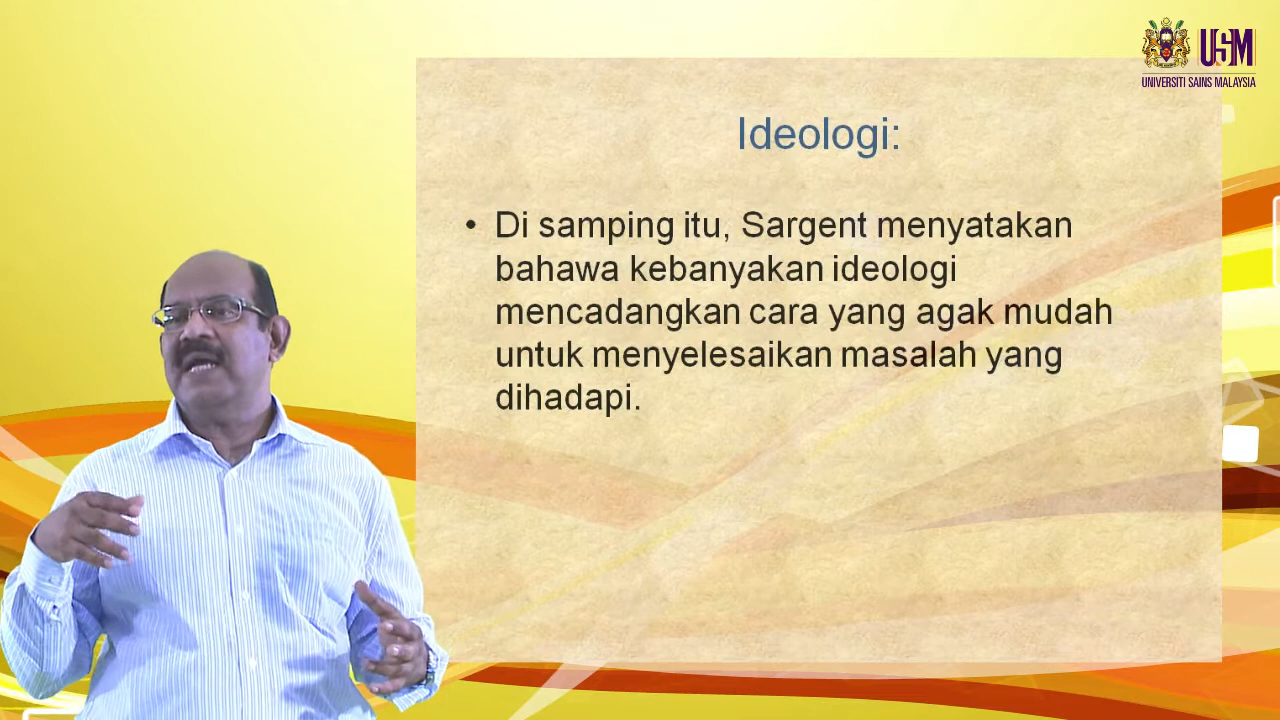 USM
UNIVERSITI SAINS MALAYSIA
Ideologi:
• Di samping itu, Sargent menyatakan
bahawa kebanyakan ideologi
mencadangkan cara yang agak mudah
untuk menyelesaikan masalah yang
dihadapi.